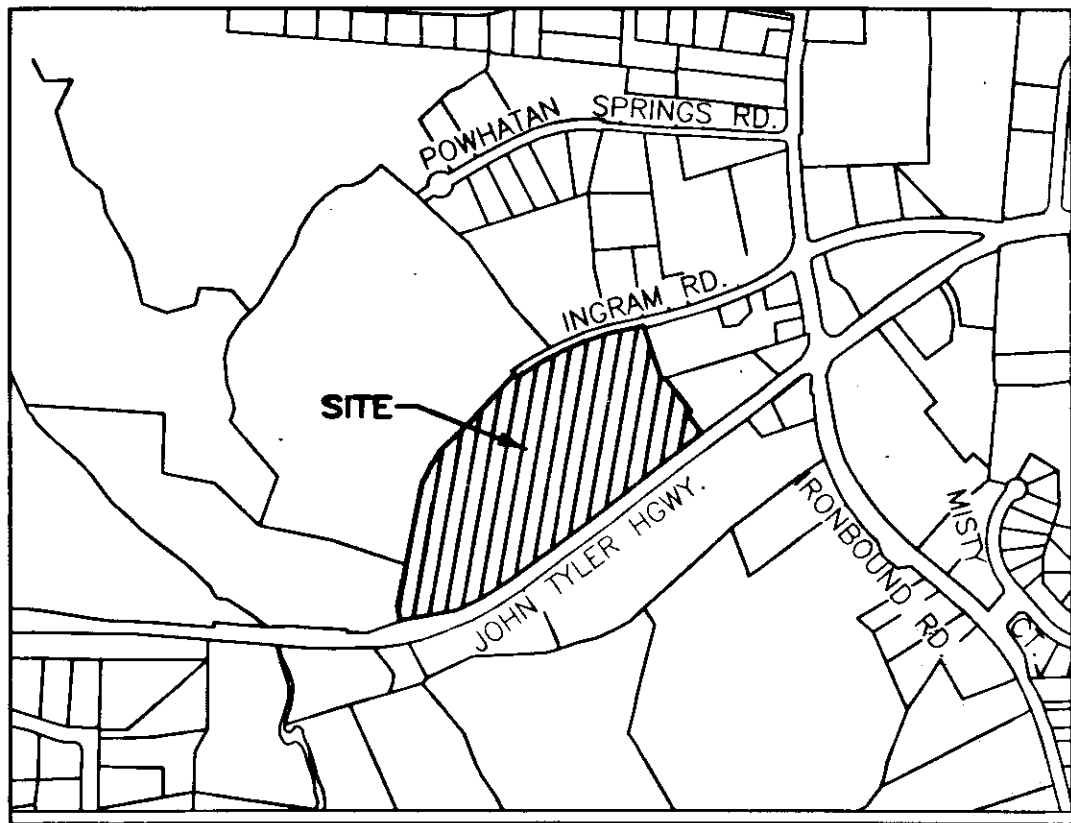 POWHATAN SPRINGS RD.
INGRAM RD.
SITE
JOHN TYLER HGWY.
IRONBOUND RD.
MISTY CT.